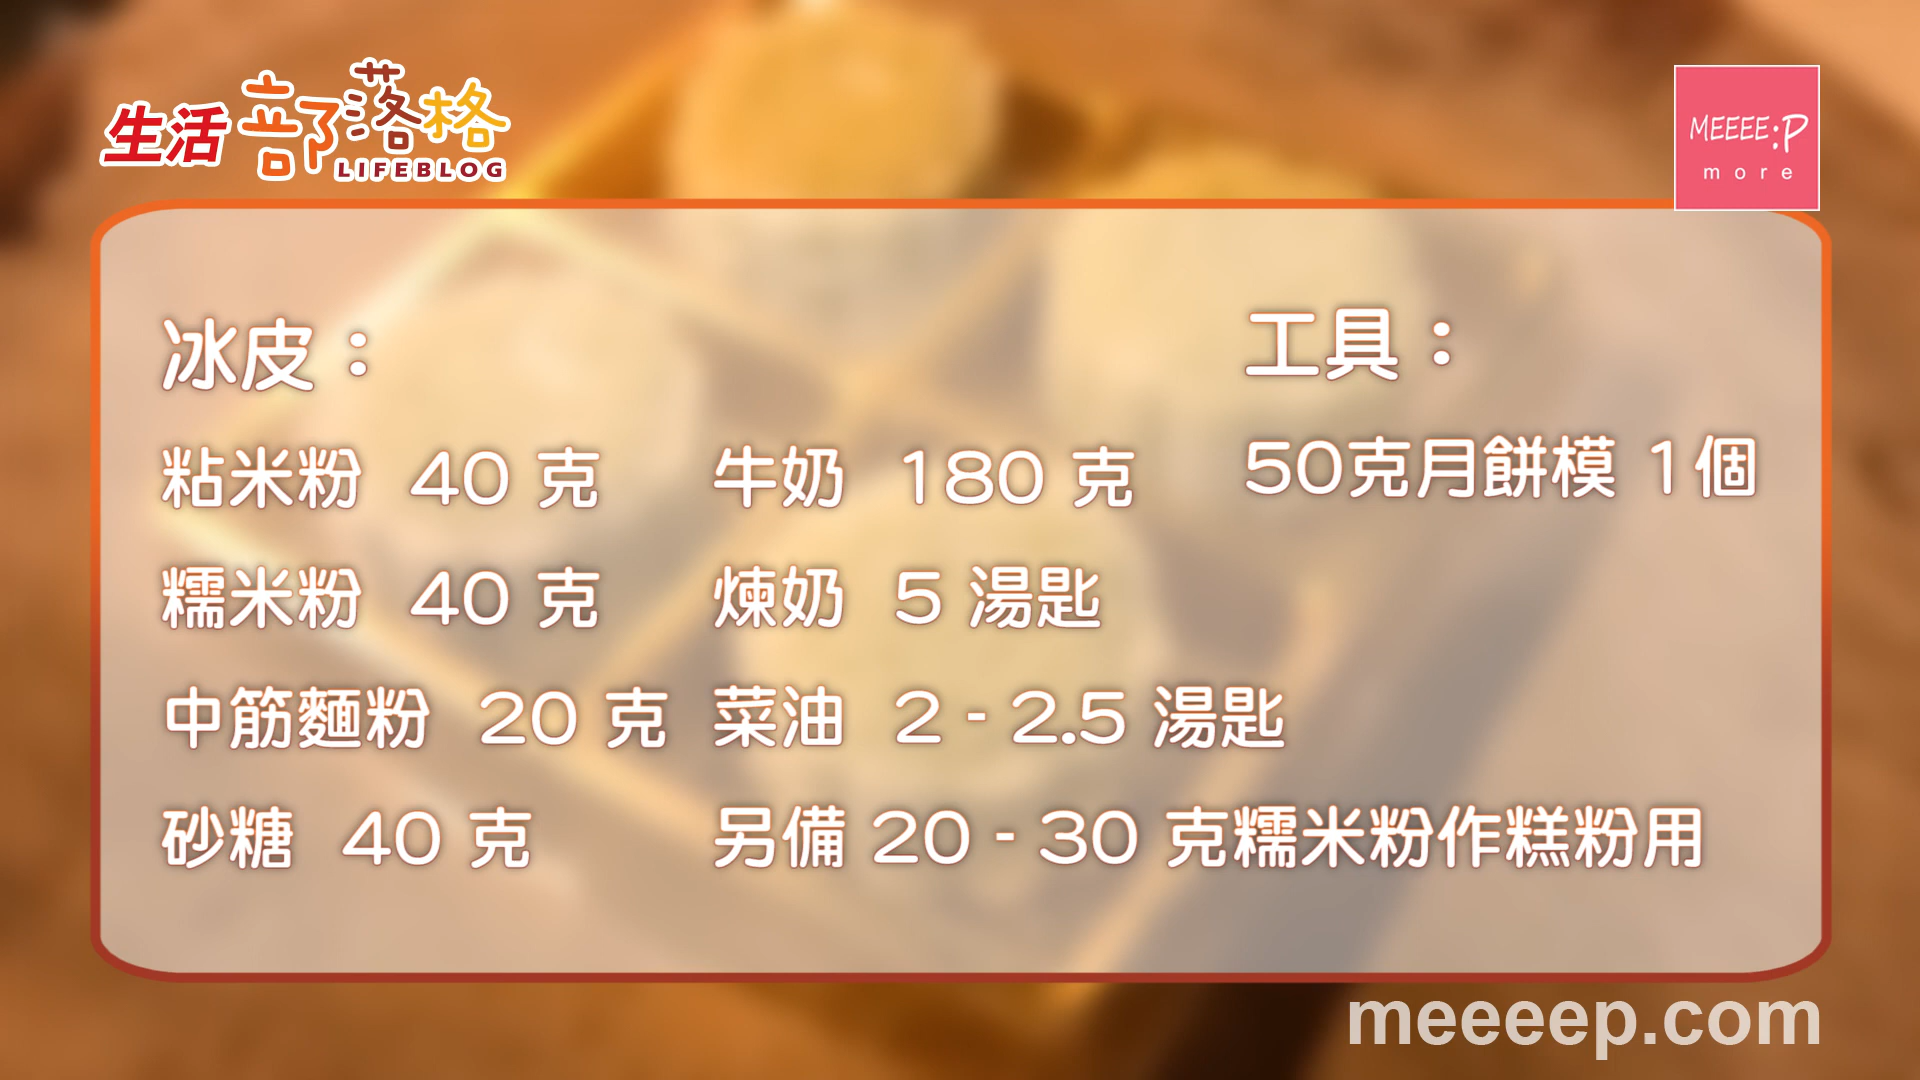 生活部落格
LIFEBLOG
MEEEE:P
more
冰皮：
粘米粉 40 克
糯米粉 40 克
中筋麵粉 20 克
砂糖 40 克
牛奶 180 克
煉奶 5 湯匙
菜油 2 - 2.5 湯匙
另備 20 - 30 克糯米粉作糕粉用
工具：
50克月餅模 1個
meeeep.com